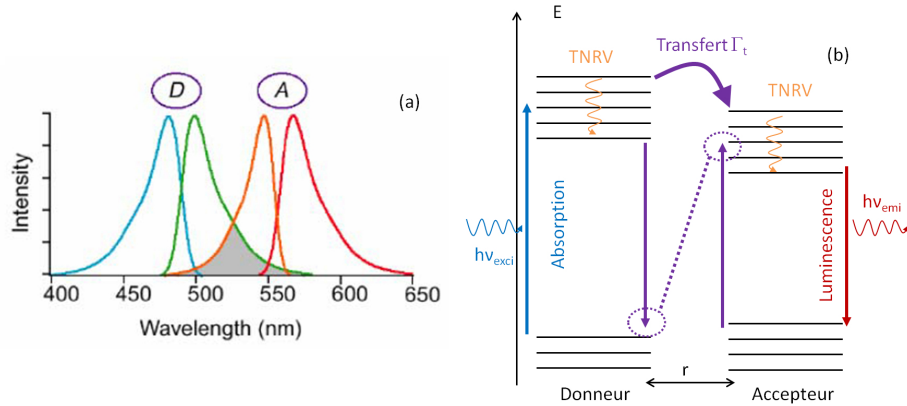 D
A
(a)
Intensity
400 450 500 550 600 650
Wavelength (nm)
E
(b)
Transfert Γt
TNRV
TNRV
hνexci
Absorption
Luminescence
hνemi
r
Donneur
Accepteur